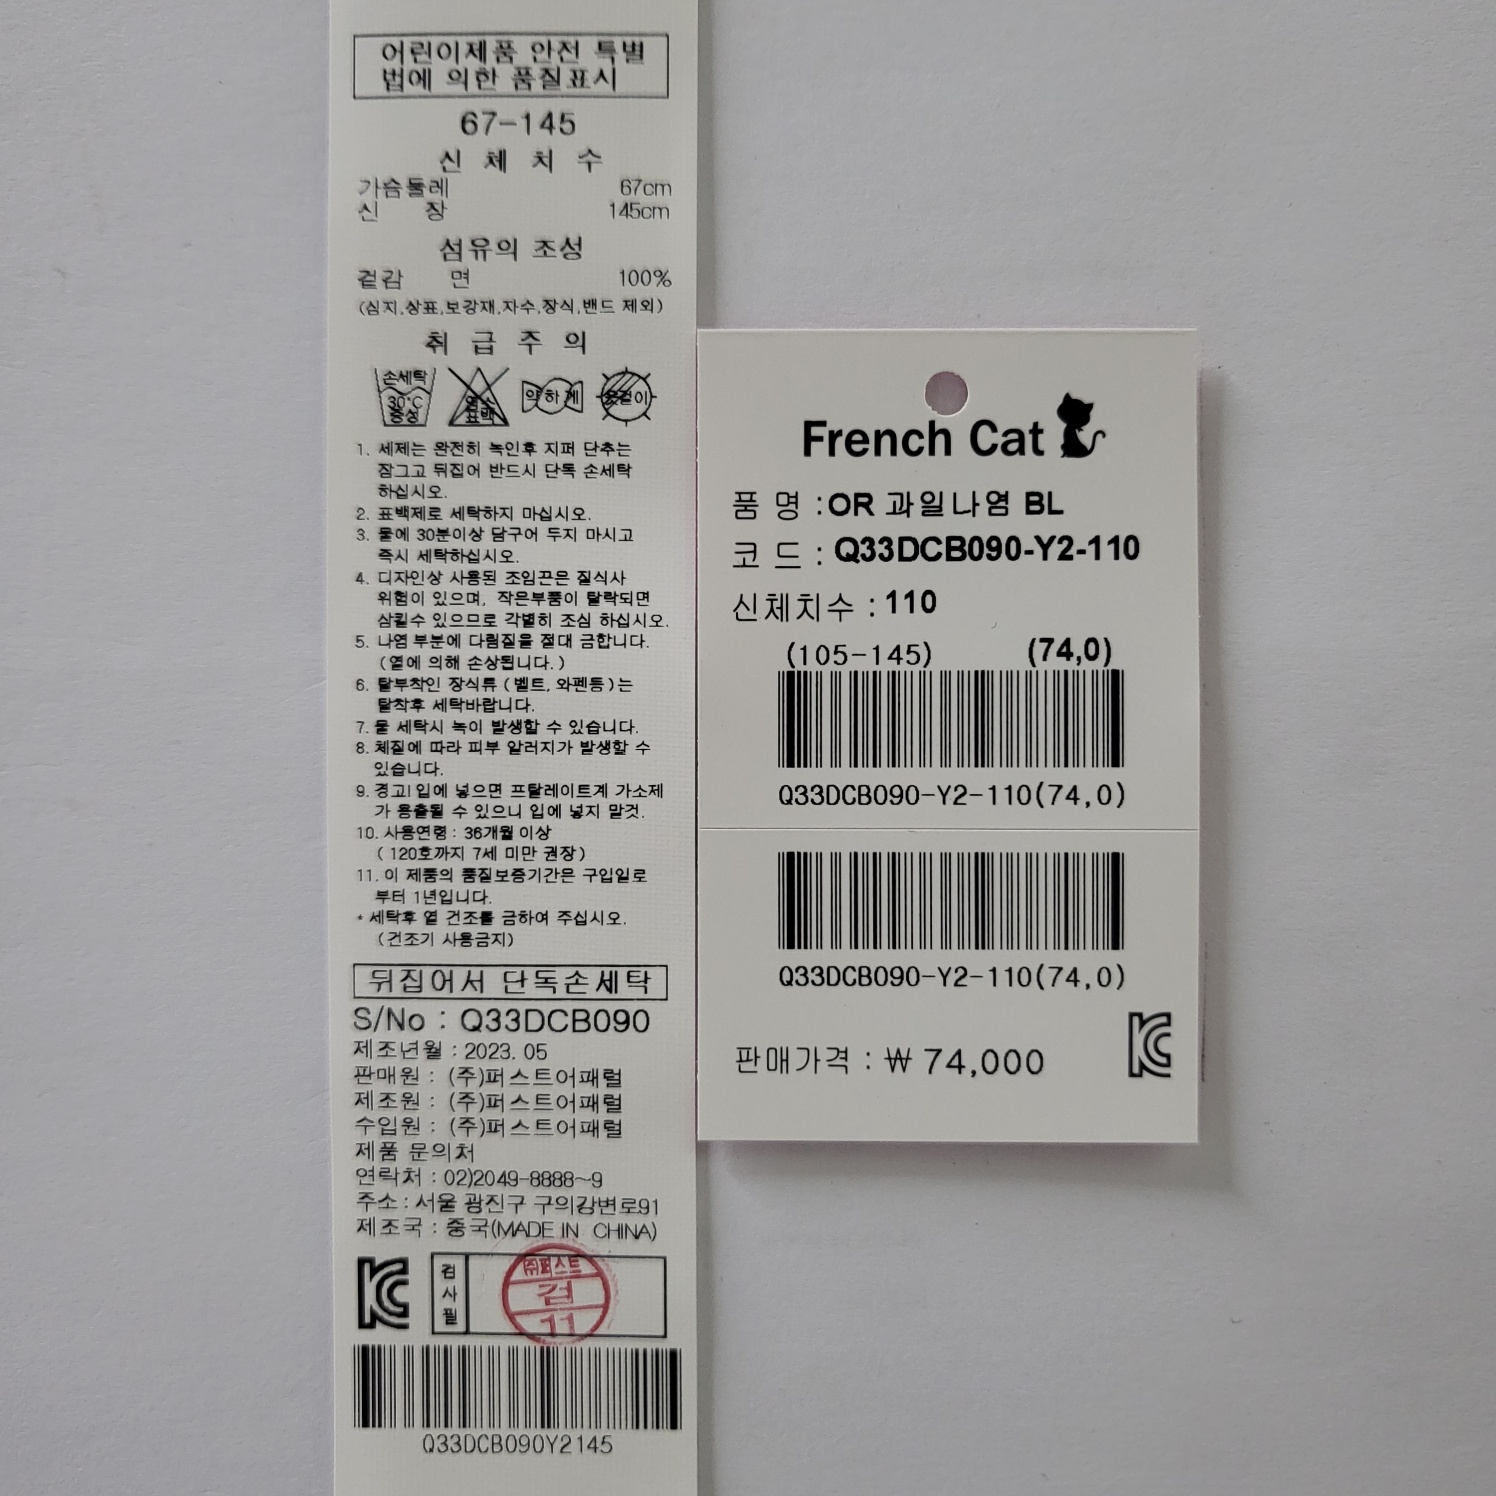 어린이제품 안전 특별
법에 의한 품질표시
67-145
신 체 치 수
가슴둘레 67cm
신 장 145cm
섬유의 조성
겉감 면 100%
(심지,상표,보강재,자수,장식,밴드 제외)
취 급 주 의
손세탁 30°C 중성
염소 표백
약하게
옷걸이
1. 세제는 완전히 녹인후 지퍼 단추는
잠그고 뒤집어 반드시 단독 손세탁
하십시오.
2. 표백제로 세탁하지 마십시오.
3. 물에 30분이상 담구어 두지 마시고
즉시 세탁하십시오.
4. 디자인상 사용된 조임끈은 질식사
위험이 있으며, 작은부품이 탈락되면
삼킬수 있으므로 각별히 조심 하십시오.
5. 나염 부분에 다림질을 절대 금합니다.
(열에 의해 손상됩니다.)
6. 탈부착인 장식류 (벨트, 와펜등)는
탈착후 세탁바랍니다.
7. 물 세탁시 녹이 발생할 수 있습니다.
8. 체질에 따라 피부 알러지가 발생할 수
있습니다.
9. 경고! 입에 넣으면 프탈레이트계 가소제
가 용출될 수 있으니 입에 넣지 말것.
10. 사용연령 : 36개월 이상
( 120호까지 7세 미만 권장)
11. 이 제품의 품질보증기간은 구입일로
부터 1년입니다.
* 세탁후 열 건조를 금하여 주십시오.
(건조기 사용금지)
뒤집어서 단독손세탁
S/No : Q33DCB090
제조년월 : 2023. 05
판매원 : (주)퍼스트어패럴
제조원 : (주)퍼스트어패럴
수입원 : (주)퍼스트어패럴
제품 문의처
연락처 : 02)2049-8888~9
주소 : 서울 광진구 구의강변로91
제조국 : 중국(MADE IN CHINA)
KC
검사필
㈜퍼스트
검
11
Q33DCB090Y2145
French Cat
품 명 :OR 과일나염 BL
코 드 : Q33DCB090-Y2-110
신체치수 : 110
(105-145) (74,0)
Q33DCB090-Y2-110(74,0)
Q33DCB090-Y2-110(74,0)
판매가격 : ₩ 74,000
KC